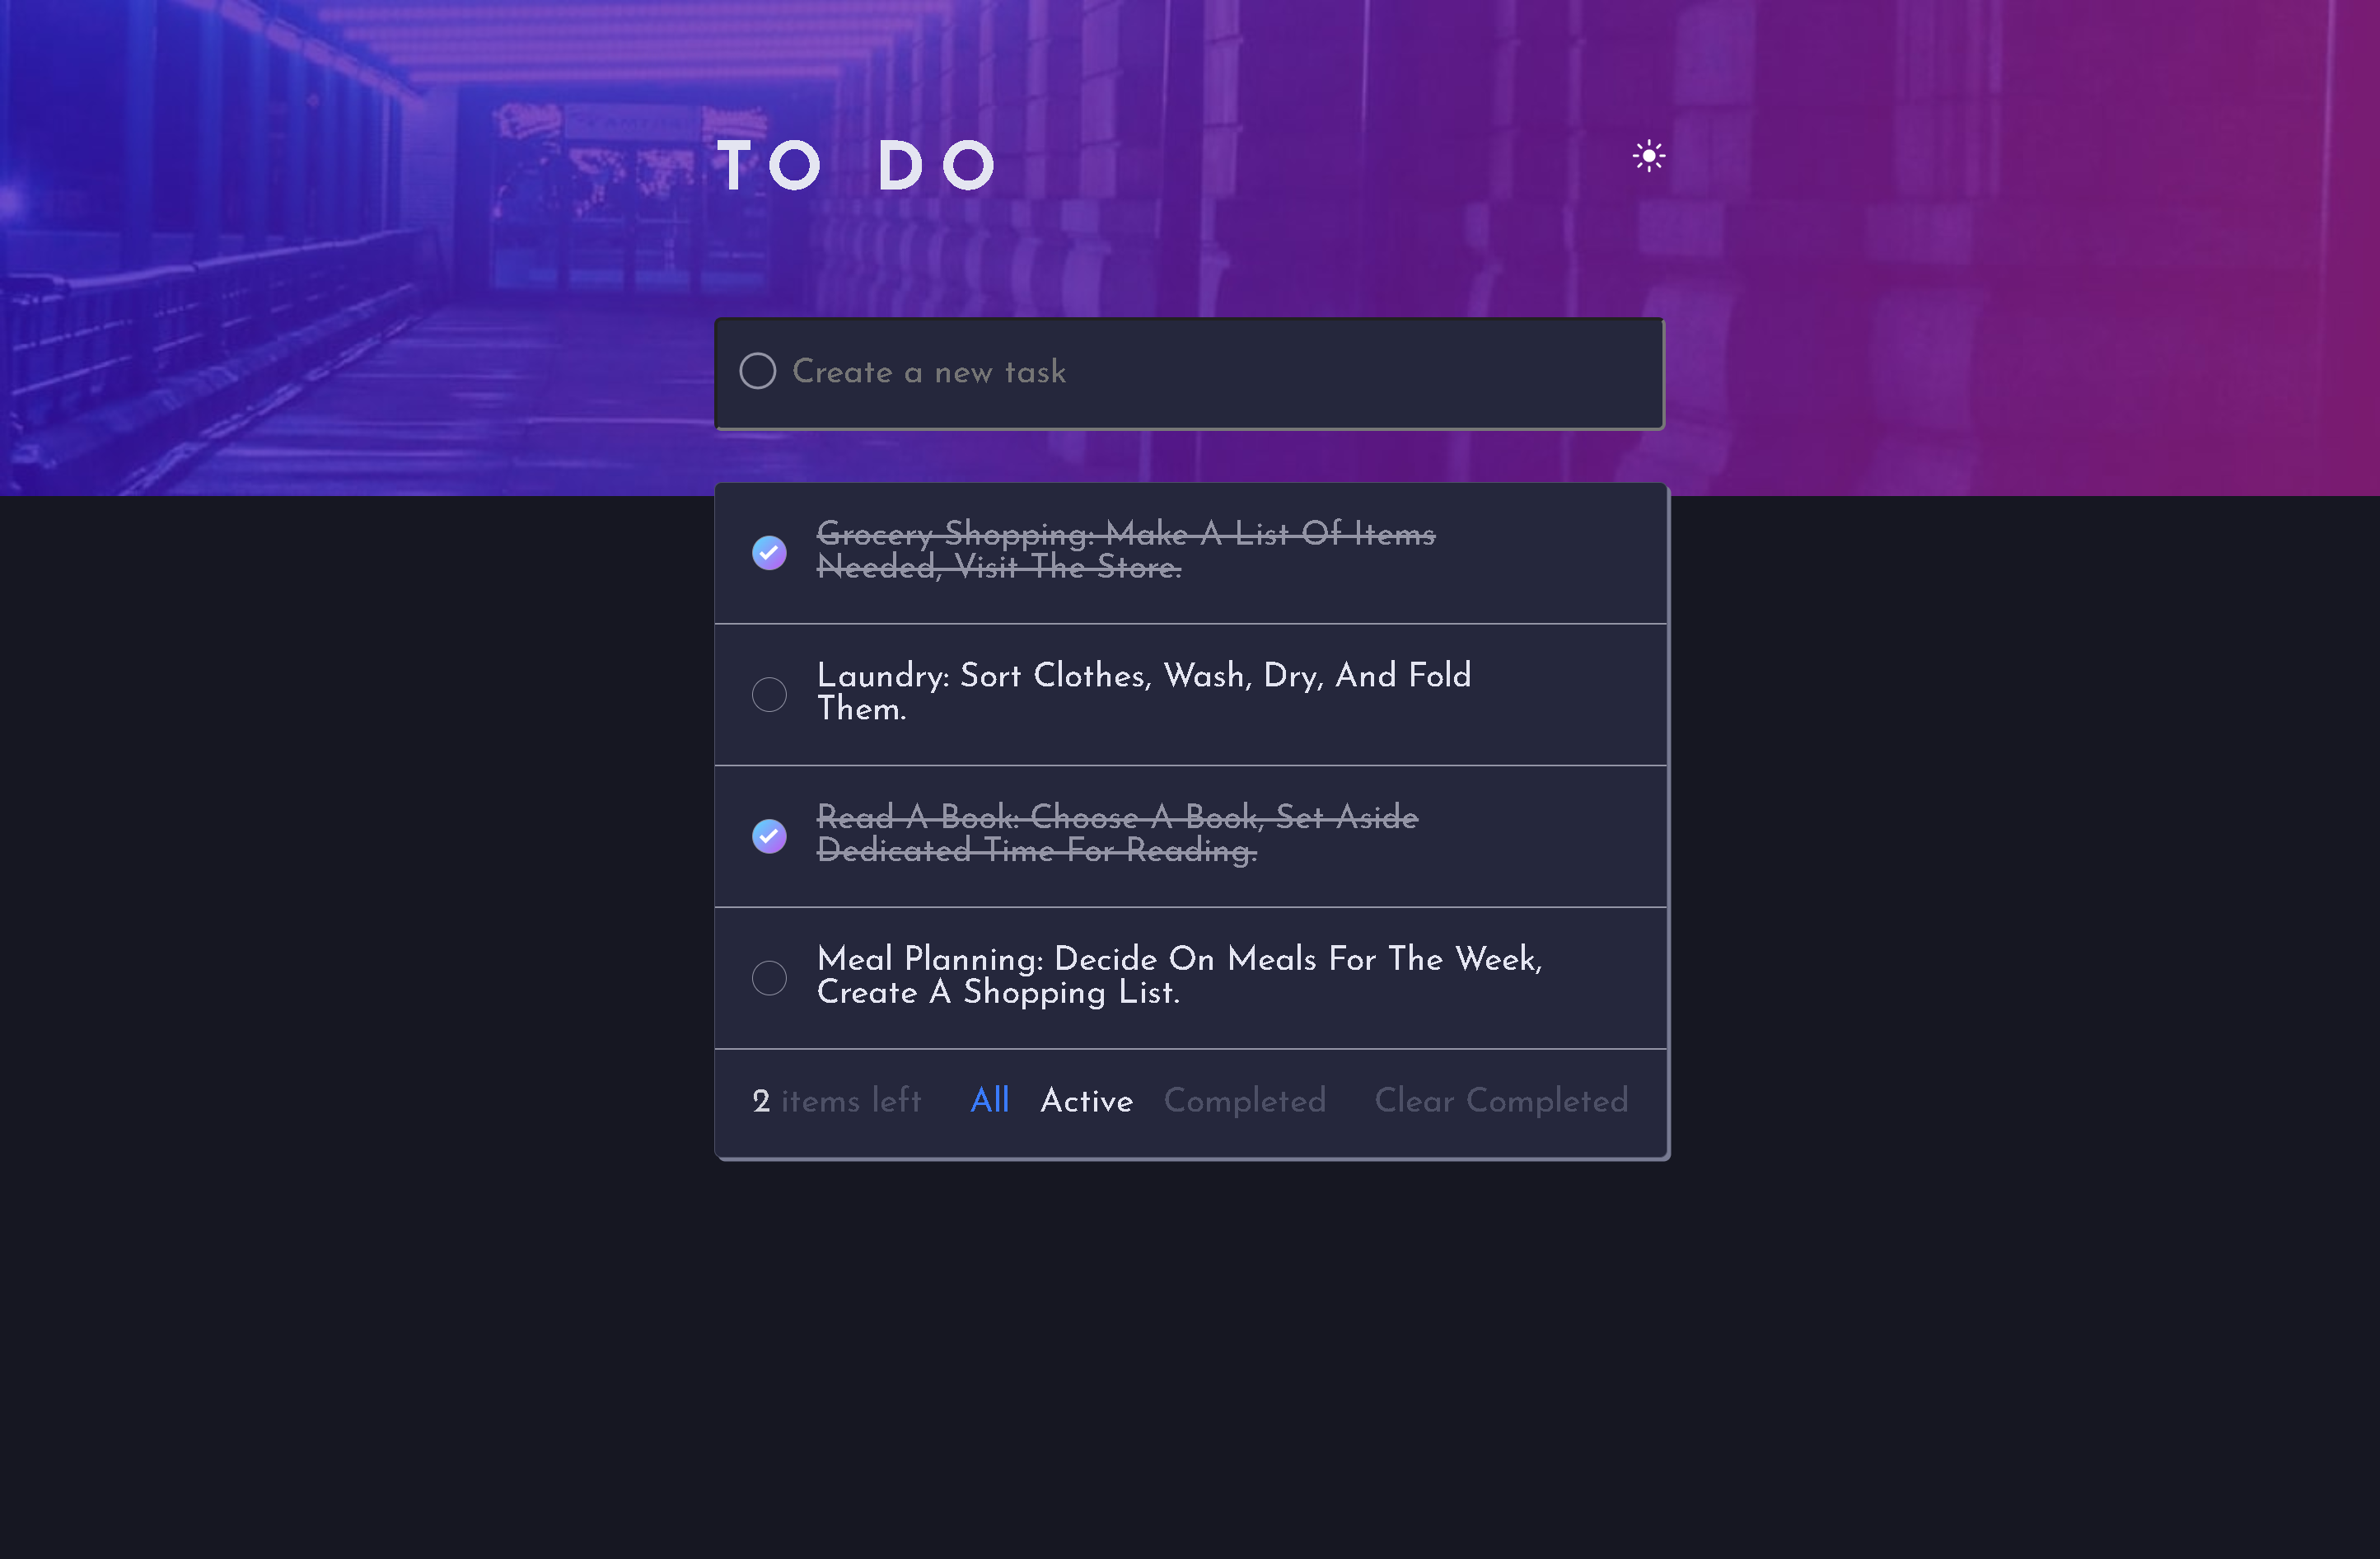 TO DO
Create a new task
Grocery Shopping: Make A List Of Items
Needed, Visit The Store.
Laundry: Sort Clothes, Wash, Dry, And Fold
Them.
Read A Book: Choose A Book, Set Aside
Dedicated Time For Reading.
Meal Planning: Decide On Meals For The Week,
Create A Shopping List.
2 items left All Active Completed Clear Completed